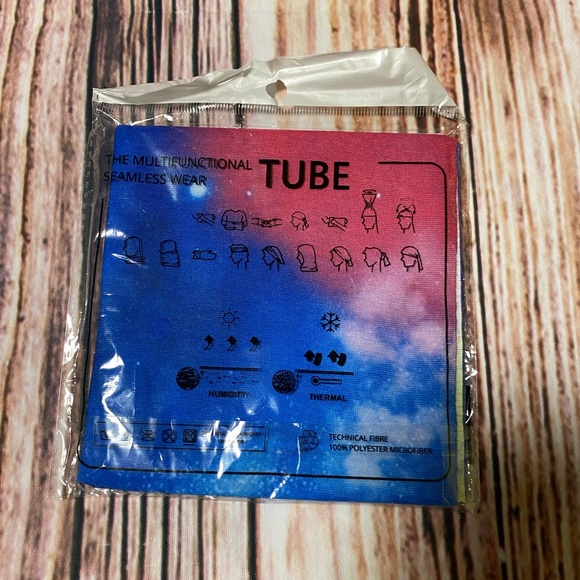 THE MULTIFUNCTIONAL
SEAMLESS WEAR
TUBE
HUMIDITY
THERMAL
TECHNICAL FIBRE
100% POLYESTER MICROFIBER